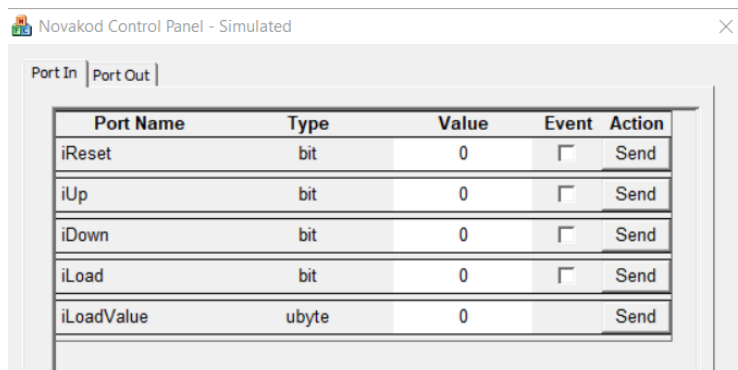 Novakod Control Panel - Simulated
Port In Port Out
Port Name Type Value Event Action
iReset bit 0 Send
iUp bit 0 Send
iDown bit 0 Send
iLoad bit 0 Send
iLoadValue ubyte 0 Send